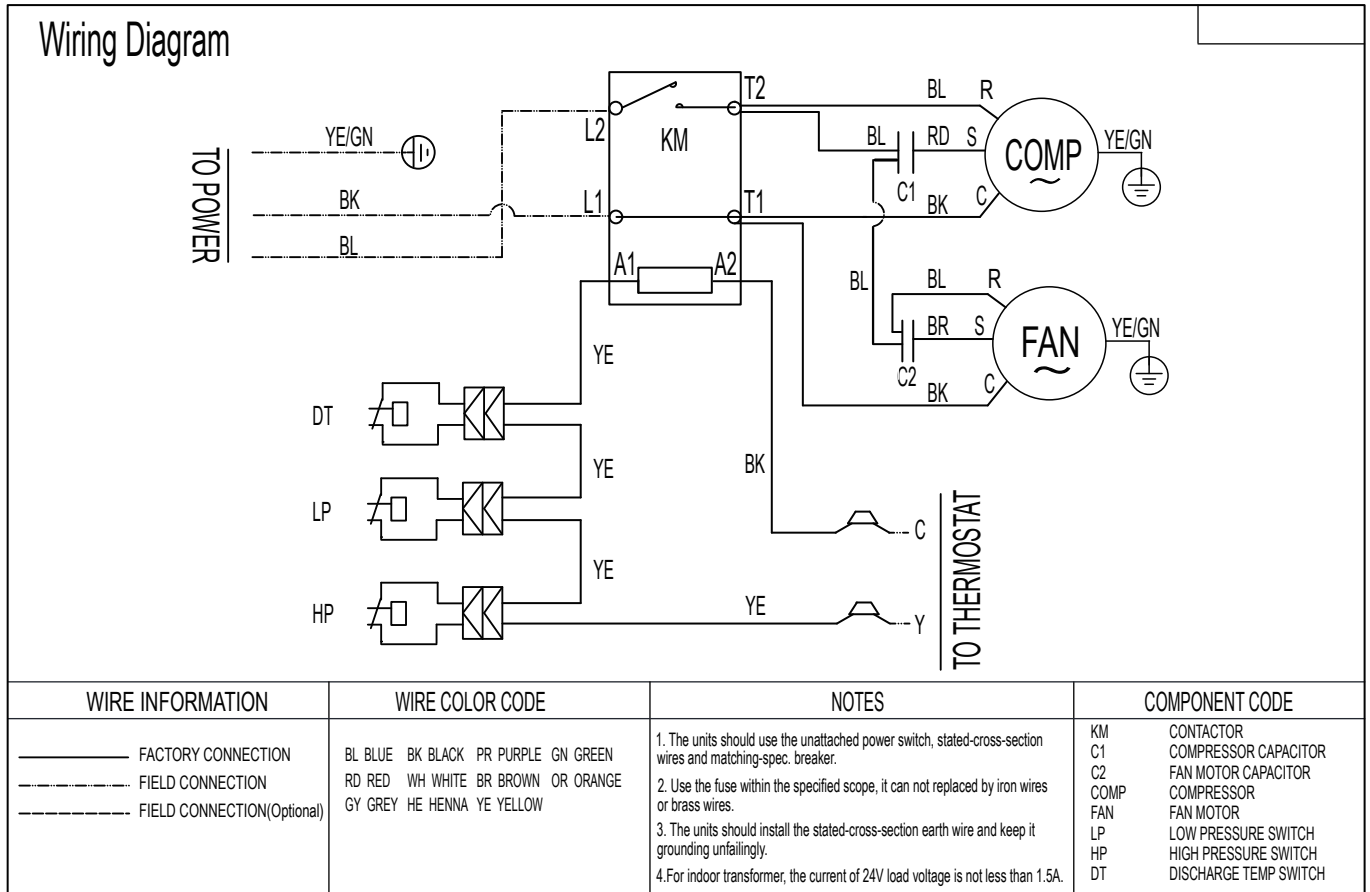 Wiring Diagram
TO POWER
YE/GN
BK
BL
L2
L1
KM
T2
T1
A1
A2
BL
R
BL
RD
S
C1
BK
C
COMP
~
YE/GN
BL
BL
R
BR
S
C2
BK
C
FAN
~
YE/GN
YE
DT
YE
LP
YE
HP
BK
C
YE
Y
TO THERMOSTAT
WIRE INFORMATION
FACTORY CONNECTION
FIELD CONNECTION
FIELD CONNECTION(Optional)
WIRE COLOR CODE
BL BLUE BK BLACK PR PURPLE GN GREEN
RD RED WH WHITE BR BROWN OR ORANGE
GY GREY HE HENNA YE YELLOW
NOTES
1. The units should use the unattached power switch, stated-cross-section
wires and matching-spec. breaker.
2. Use the fuse within the specified scope, it can not replaced by iron wires
or brass wires.
3. The units should install the stated-cross-section earth wire and keep it
grounding unfailingly.
4.For indoor transformer, the current of 24V load voltage is not less than 1.5A.
COMPONENT CODE
KM CONTACTOR
C1 COMPRESSOR CAPACITOR
C2 FAN MOTOR CAPACITOR
COMP COMPRESSOR
FAN FAN MOTOR
LP LOW PRESSURE SWITCH
HP HIGH PRESSURE SWITCH
DT DISCHARGE TEMP SWITCH